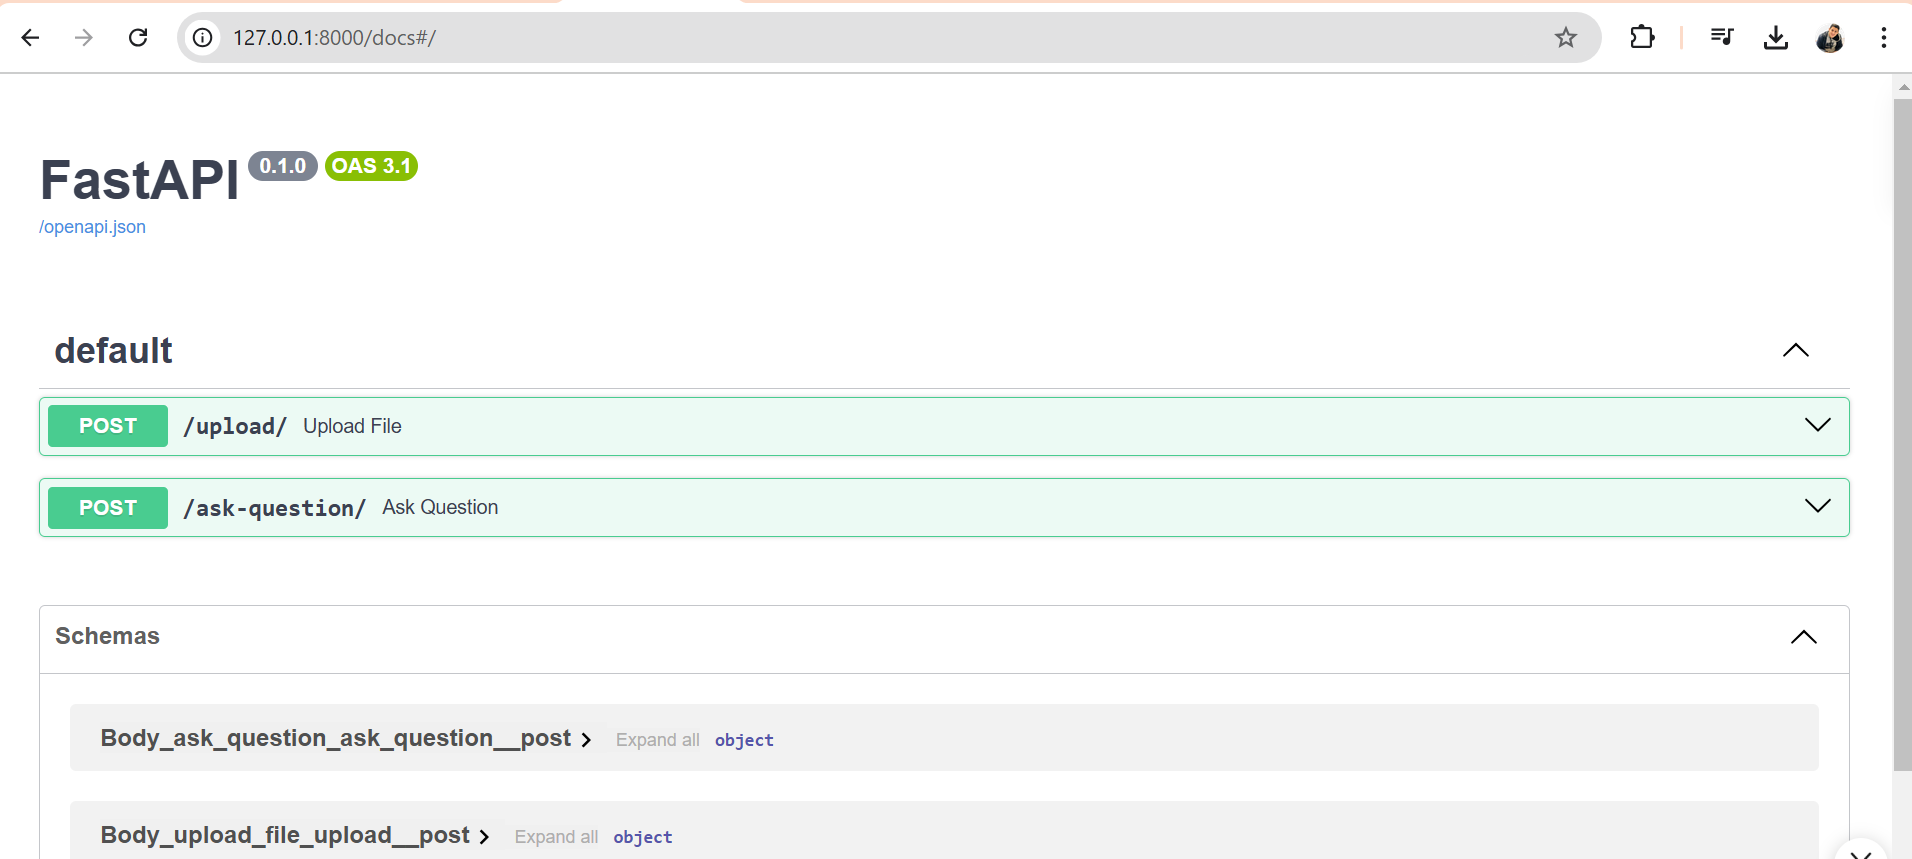 127.0.0.1:8000/docs#/
FastAPI 0.1.0 OAS 3.1
/openapi.json
default
POST /upload/ Upload File
POST /ask-question/ Ask Question
Schemas
Body_ask_question_ask_question__post Expand all object
Body_upload_file_upload__post Expand all object